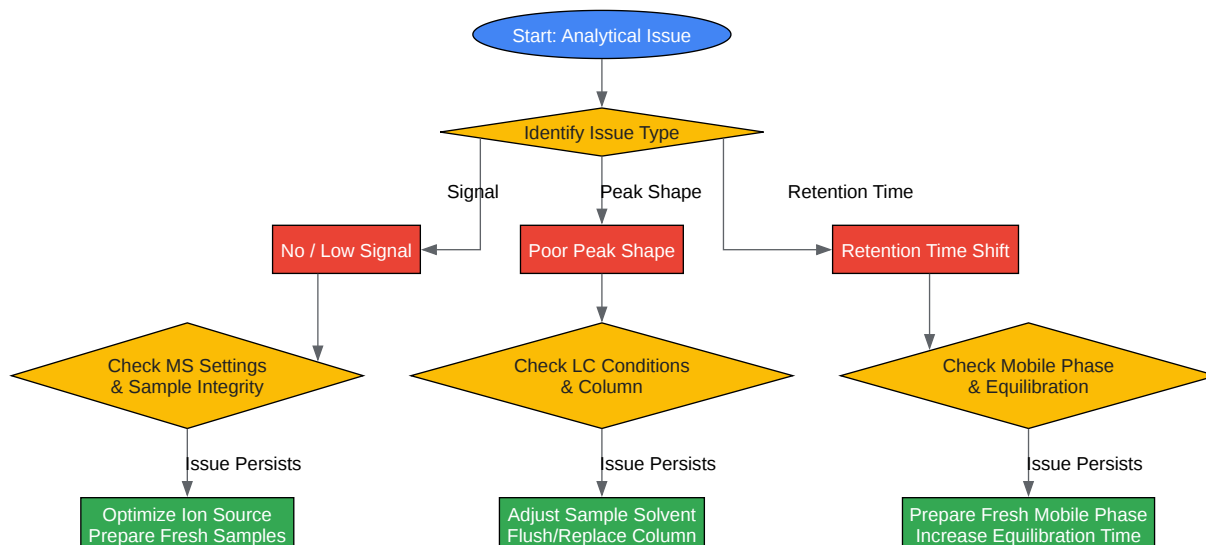 Start: Analytical Issue
Identify Issue Type
Signal
Peak Shape
Retention Time
No / Low Signal
Poor Peak Shape
Retention Time Shift
Check MS Settings
& Sample Integrity
Check LC Conditions
& Column
Check Mobile Phase
& Equilibration
Issue Persists
Issue Persists
Issue Persists
Optimize Ion Source
Prepare Fresh Samples
Adjust Sample Solvent
Flush/Replace Column
Prepare Fresh Mobile Phase
Increase Equilibration Time